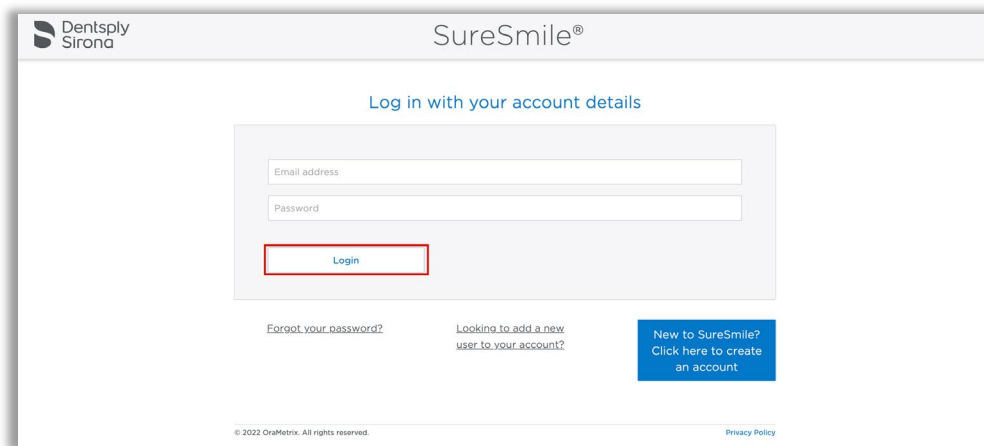 Dentsply
Sirona
SureSmile®
Log in with your account details
Email address
Password
Login
Forgot your password?
Looking to add a new
user to your account?
New to SureSmile?
Click here to create
an account
© 2022 OraMetrix. All rights reserved.
Privacy Policy